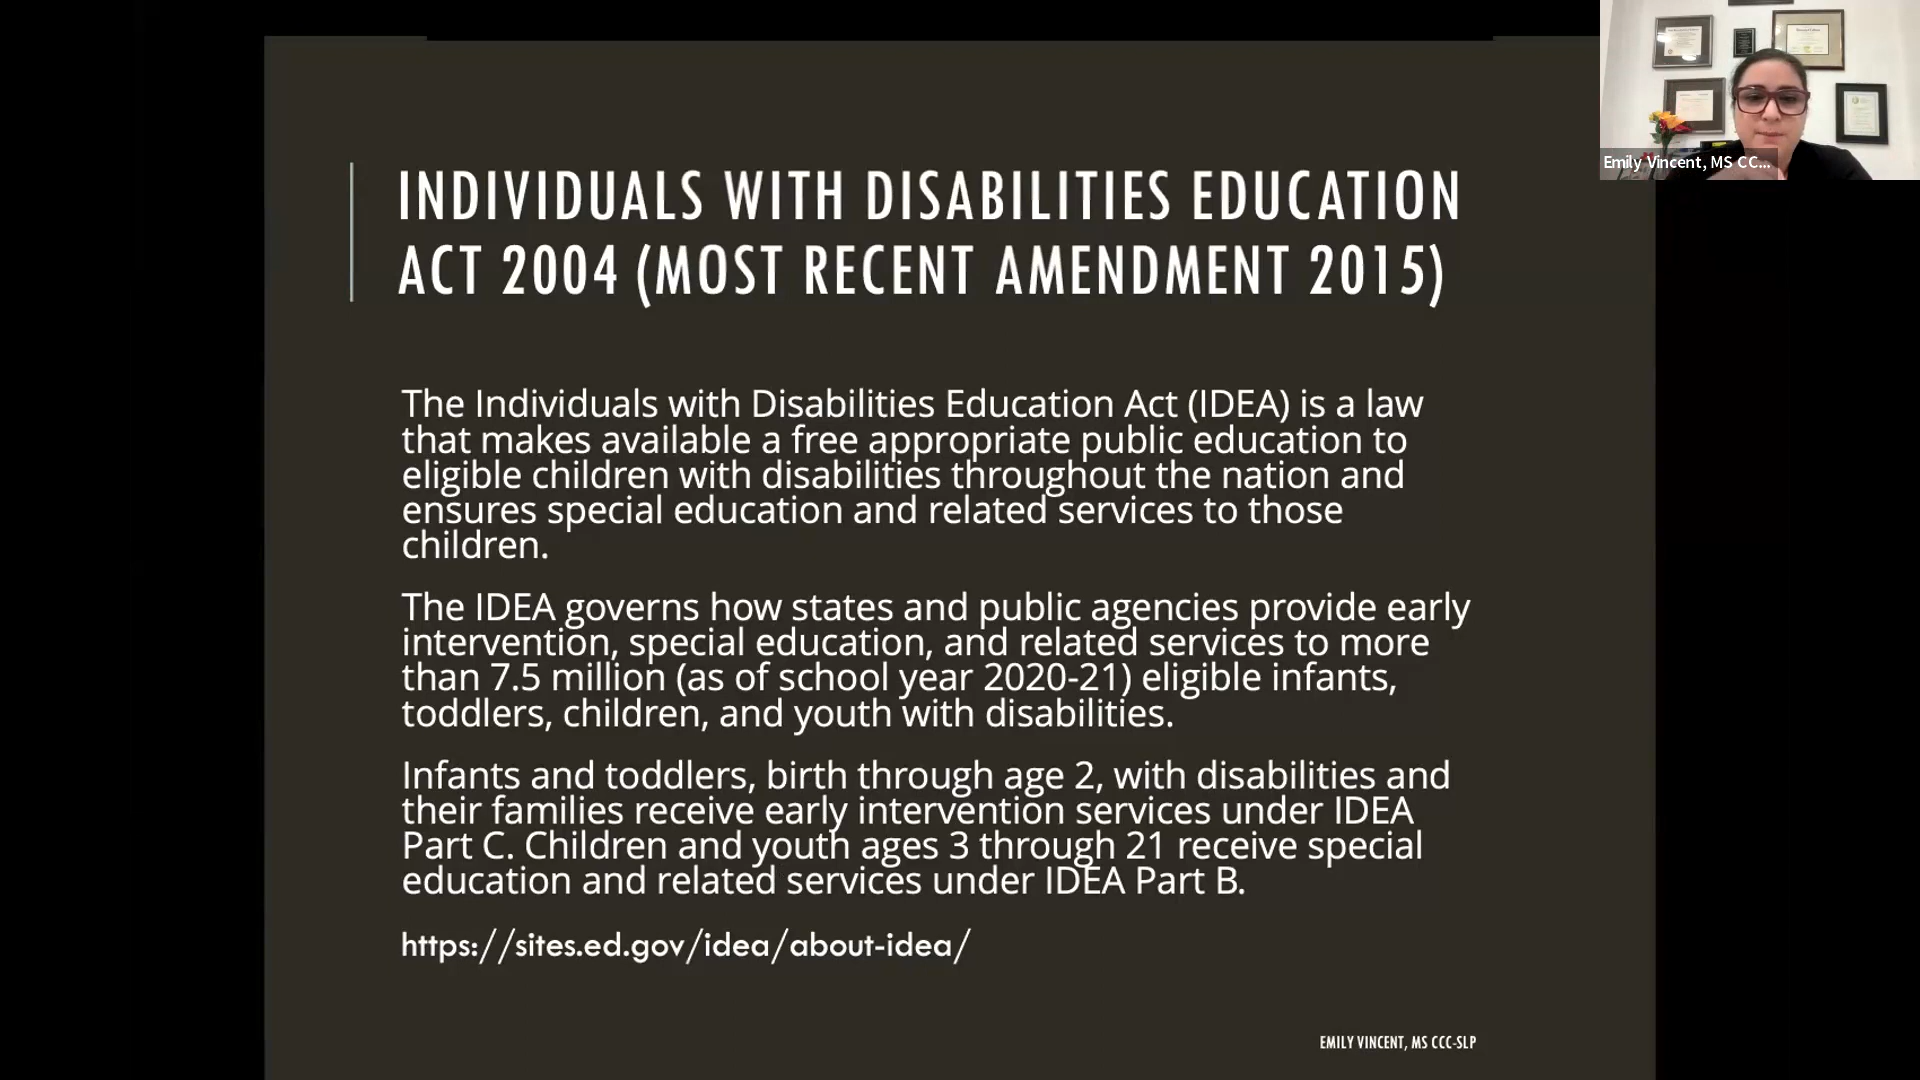 INDIVIDUALS WITH DISABILITIES EDUCATION
ACT 2004 (MOST RECENT AMENDMENT 2015)
The Individuals with Disabilities Education Act (IDEA) is a law
that makes available a free appropriate public education to
eligible children with disabilities throughout the nation and
ensures special education and related services to those
children.
The IDEA governs how states and public agencies provide early
intervention, special education, and related services to more
than 7.5 million (as of school year 2020-21) eligible infants,
toddlers, children, and youth with disabilities.
Infants and toddlers, birth through age 2, with disabilities and
their families receive early intervention services under IDEA
Part C. Children and youth ages 3 through 21 receive special
education and related services under IDEA Part B.
https://sites.ed.gov/idea/about-idea/
EMILY VINCENT, MS CCC-SLP
Emily Vincent, MS CC...